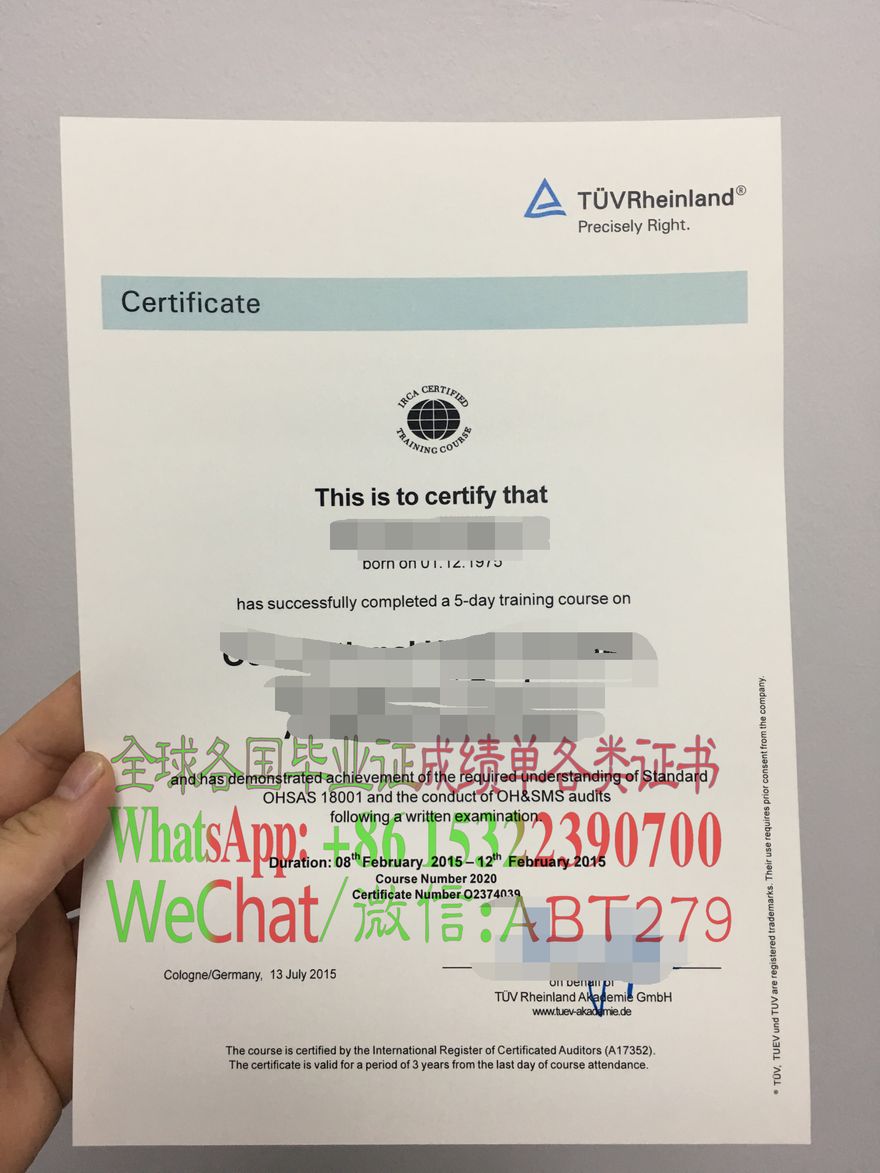 TÜVRheinland®
Precisely Right.
Certificate
IRCA CERTIFIED
TRAINING COURSE
This is to certify that
born on 01.12.1975
has successfully completed a 5-day training course on
全球各国毕业证成绩单各类证书
and has demonstrated achievement of the required understanding of Standard
OHSAS 18001 and the conduct of OH&SMS audits
following a written examination.
WhatsApp: +86 15322390700
Duration: 08th February 2015 – 12th February 2015
Course Number 2020
Certificate Number O2374039
WeChat/微信:ABT279
Cologne/Germany, 13 July 2015
on behalf of
TÜV Rheinland Akademie GmbH
www.tuev-akademie.de
The course is certified by the International Register of Certificated Auditors (A17352).
The certificate is valid for a period of 3 years from the last day of course attendance.
® TÜV, TUEV und TUV are registered trademarks. Their use requires prior consent from the company.